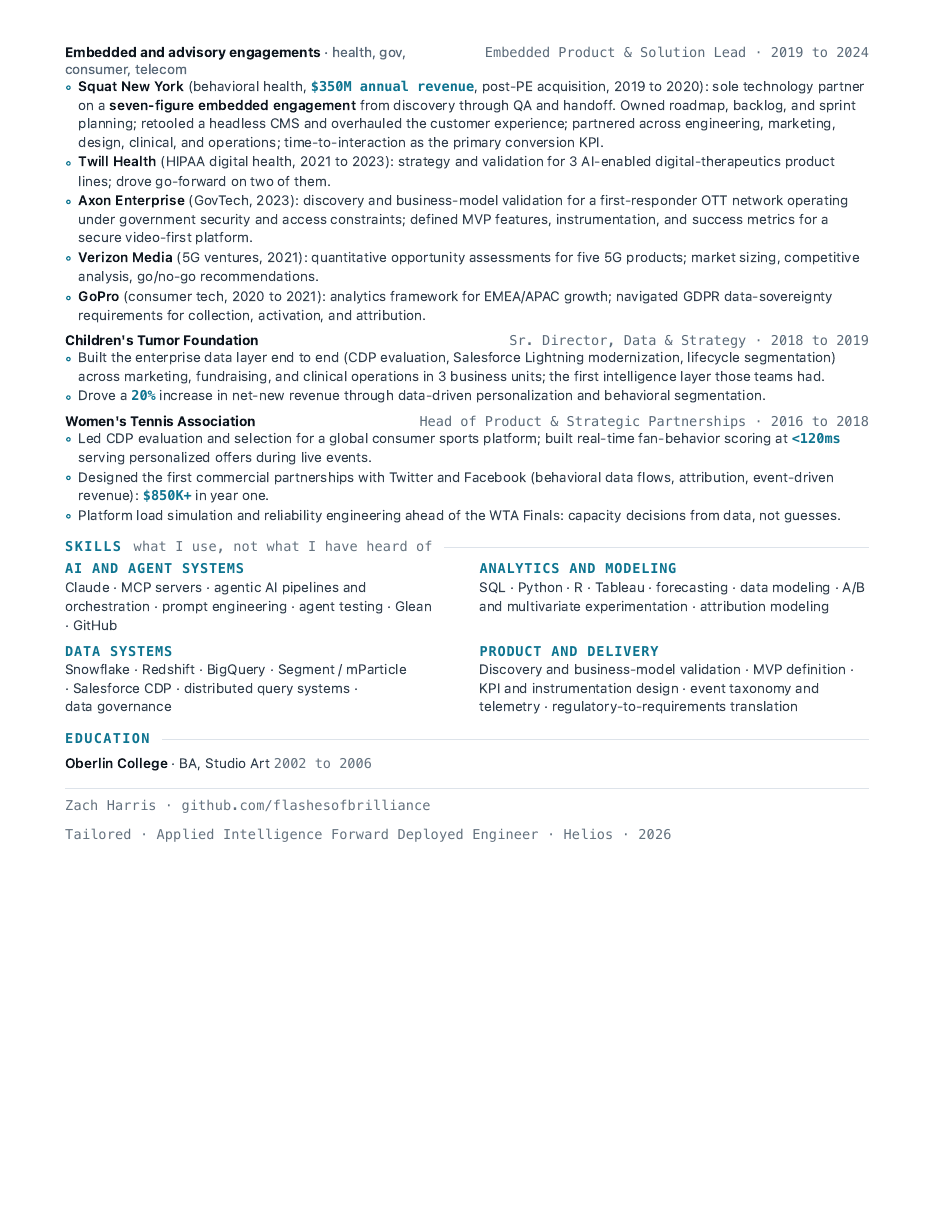 Embedded and advisory engagements · health, gov, Embedded Product & Solution Lead · 2019 to 2024
consumer, telecom
Squat New York (behavioral health, $350M annual revenue, post-PE acquisition, 2019 to 2020): sole technology partner
on a seven-figure embedded engagement from discovery through QA and handoff. Owned roadmap, backlog, and sprint
planning; retooled a headless CMS and overhauled the customer experience; partnered across engineering, marketing,
design, clinical, and operations; time-to-interaction as the primary conversion KPI.
Twill Health (HIPAA digital health, 2021 to 2023): strategy and validation for 3 AI-enabled digital-therapeutics product
lines; drove go-forward on two of them.
Axon Enterprise (GovTech, 2023): discovery and business-model validation for a first-responder OTT network operating
under government security and access constraints; defined MVP features, instrumentation, and success metrics for a
secure video-first platform.
Verizon Media (5G ventures, 2021): quantitative opportunity assessments for five 5G products; market sizing, competitive
analysis, go/no-go recommendations.
GoPro (consumer tech, 2020 to 2021): analytics framework for EMEA/APAC growth; navigated GDPR data-sovereignty
requirements for collection, activation, and attribution.
Children's Tumor Foundation Sr. Director, Data & Strategy · 2018 to 2019
Built the enterprise data layer end to end (CDP evaluation, Salesforce Lightning modernization, lifecycle segmentation)
across marketing, fundraising, and clinical operations in 3 business units; the first intelligence layer those teams had.
Drove a 20% increase in net-new revenue through data-driven personalization and behavioral segmentation.
Women's Tennis Association Head of Product & Strategic Partnerships · 2016 to 2018
Led CDP evaluation and selection for a global consumer sports platform; built real-time fan-behavior scoring at <120ms
serving personalized offers during live events.
Designed the first commercial partnerships with Twitter and Facebook (behavioral data flows, attribution, event-driven
revenue): $850K+ in year one.
Platform load simulation and reliability engineering ahead of the WTA Finals: capacity decisions from data, not guesses.
SKILLS what I use, not what I have heard of
AI AND AGENT SYSTEMS
Claude · MCP servers · agentic AI pipelines and
orchestration · prompt engineering · agent testing · Glean
· GitHub
ANALYTICS AND MODELING
SQL · Python · R · Tableau · forecasting · data modeling · A/B
and multivariate experimentation · attribution modeling
DATA SYSTEMS
Snowflake · Redshift · BigQuery · Segment / mParticle
· Salesforce CDP · distributed query systems ·
data governance
PRODUCT AND DELIVERY
Discovery and business-model validation · MVP definition ·
KPI and instrumentation design · event taxonomy and
telemetry · regulatory-to-requirements translation
EDUCATION
Oberlin College · BA, Studio Art 2002 to 2006
Zach Harris · github.com/flashesofbrilliance
Tailored · Applied Intelligence Forward Deployed Engineer · Helios · 2026